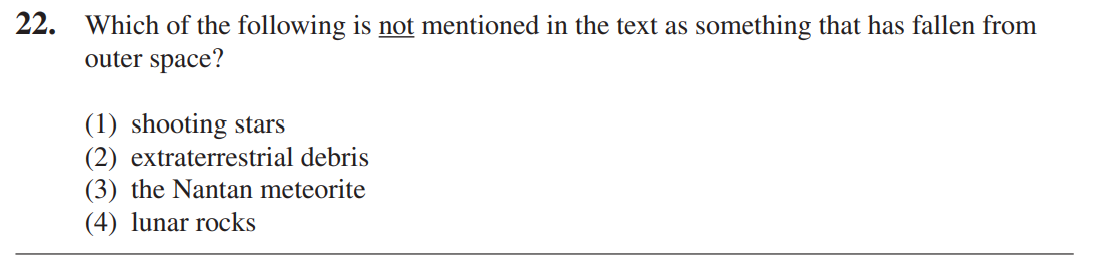 22. Which of the following is not mentioned in the text as something that has fallen from
outer space?
(1) shooting stars
(2) extraterrestrial debris
(3) the Nantan meteorite
(4) lunar rocks